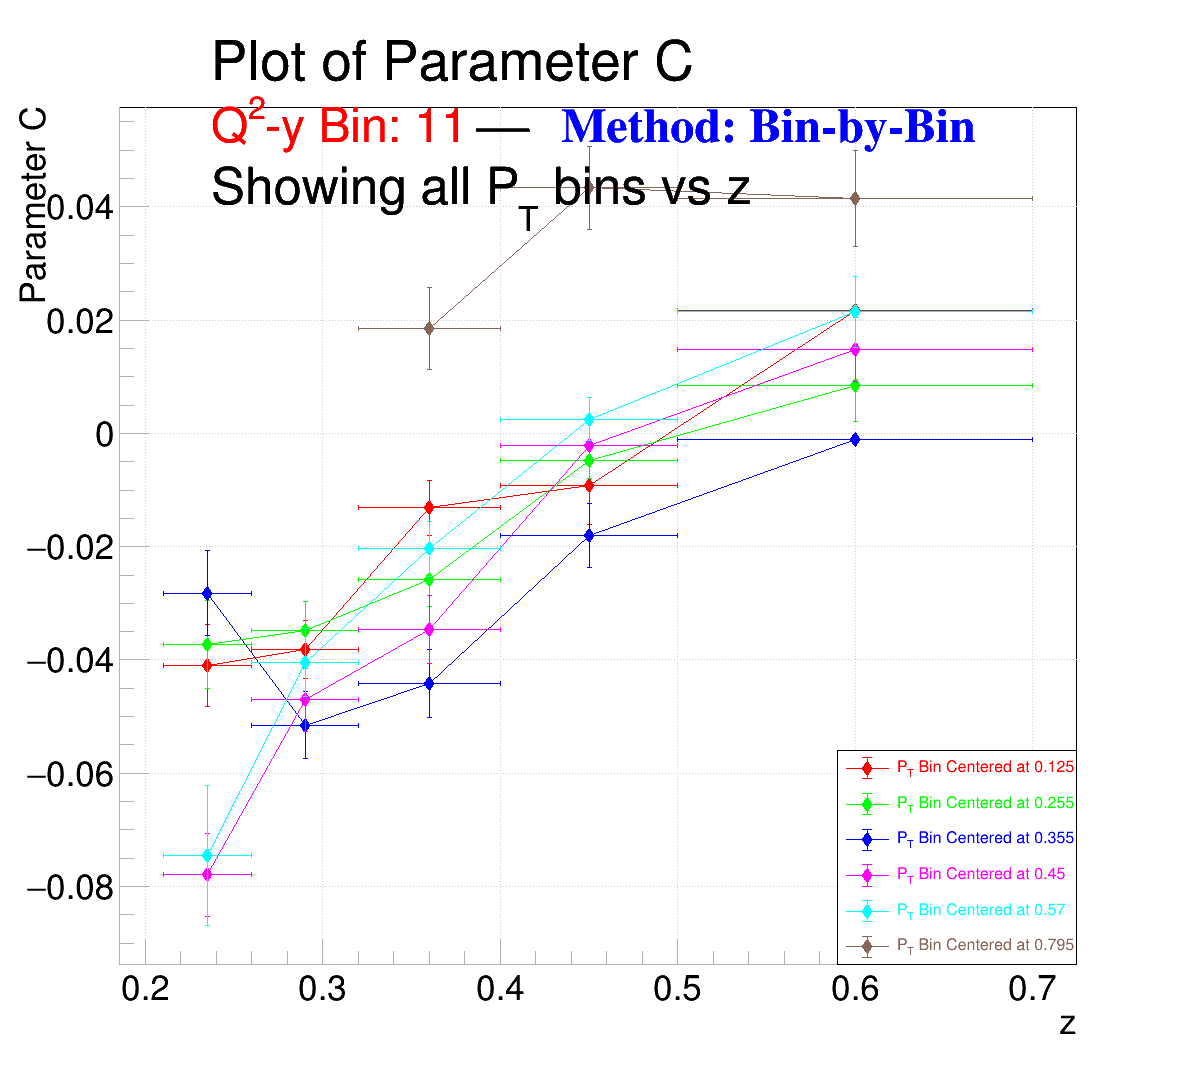 Plot of Parameter C
Q2-y Bin: 11 — Method: Bin-by-Bin
Showing all PT bins vs z
Parameter C
0.04
0.02
0
−0.02
−0.04
−0.06
−0.08
PT Bin Centered at 0.125
PT Bin Centered at 0.255
PT Bin Centered at 0.355
PT Bin Centered at 0.45
PT Bin Centered at 0.57
PT Bin Centered at 0.795
0.2 0.3 0.4 0.5 0.6 0.7
z